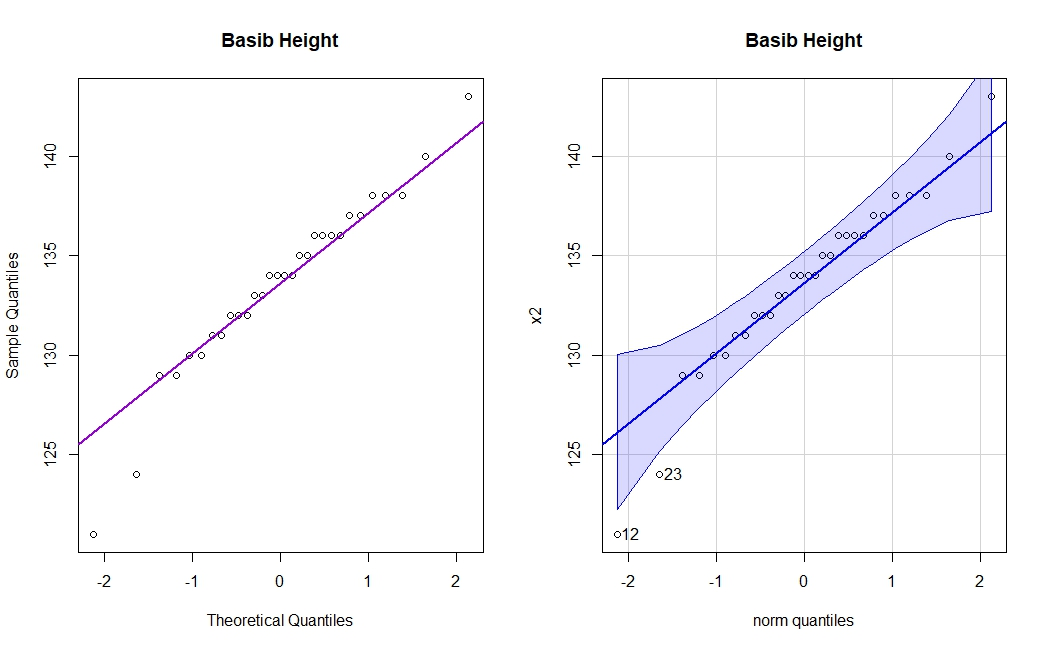 Basib Height
Sample Quantiles
140
135
130
125
-2 -1 0 1 2
Theoretical Quantiles
Basib Height
x2
140
135
130
125
23
12
-2 -1 0 1 2
norm quantiles